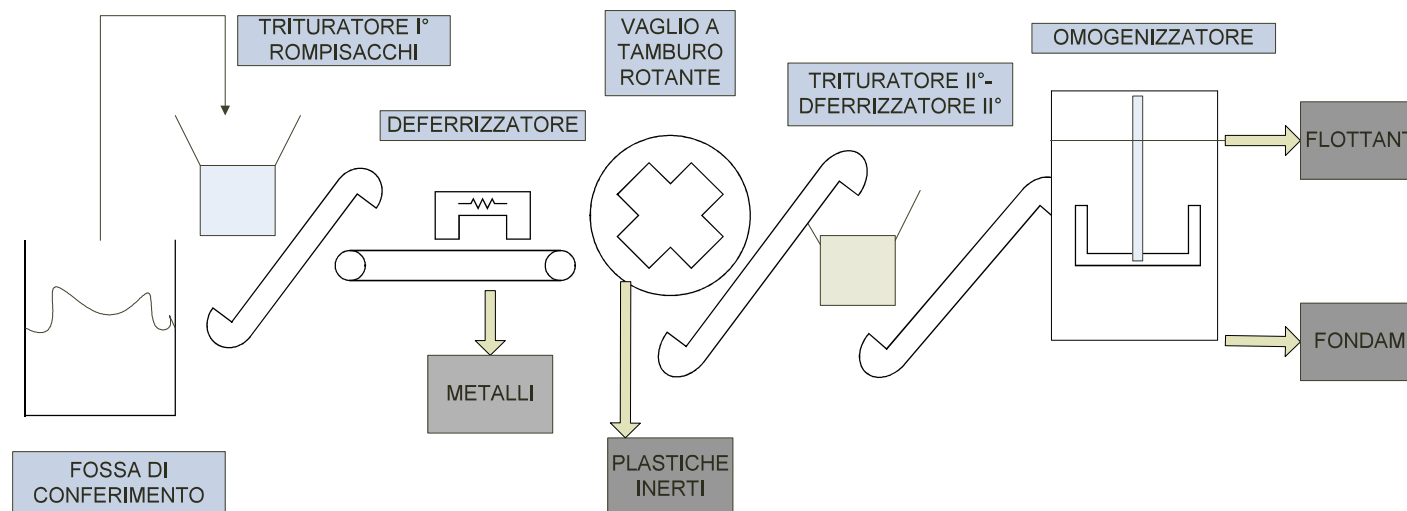 TRITURATORE I°
ROMPISACCHI
VAGLIO A
TAMBURO
ROTANTE
OMOGENIZZATORE
TRITURATORE II°-
DFERRIZZATORE II°
DEFERRIZZATORE
FLOTTANT
METALLI
FONDAM
PLASTICHE
INERTI
FOSSA DI
CONFERIMENTO